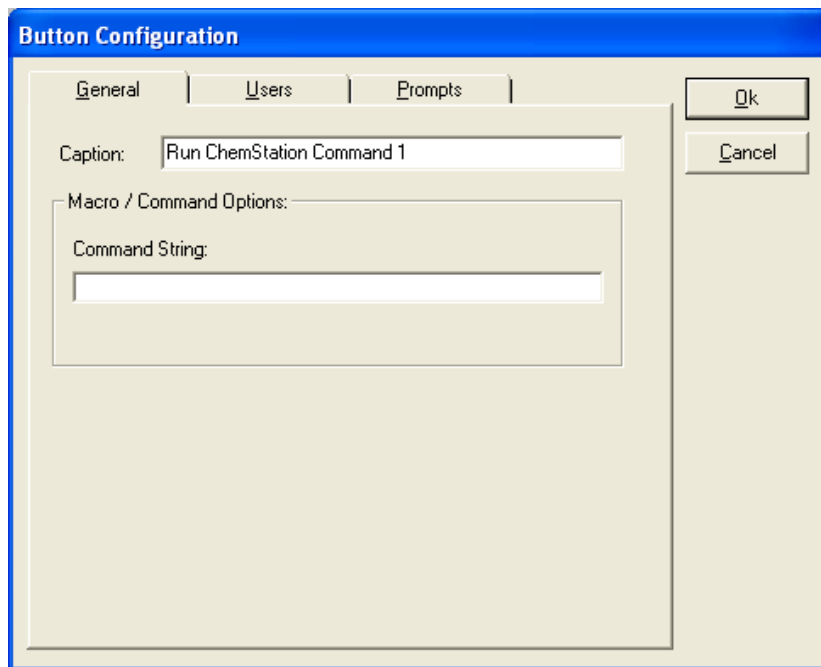 Button Configuration
General Users Prompts
Ok
Caption: Run ChemStation Command 1
Cancel
Macro / Command Options:
Command String: